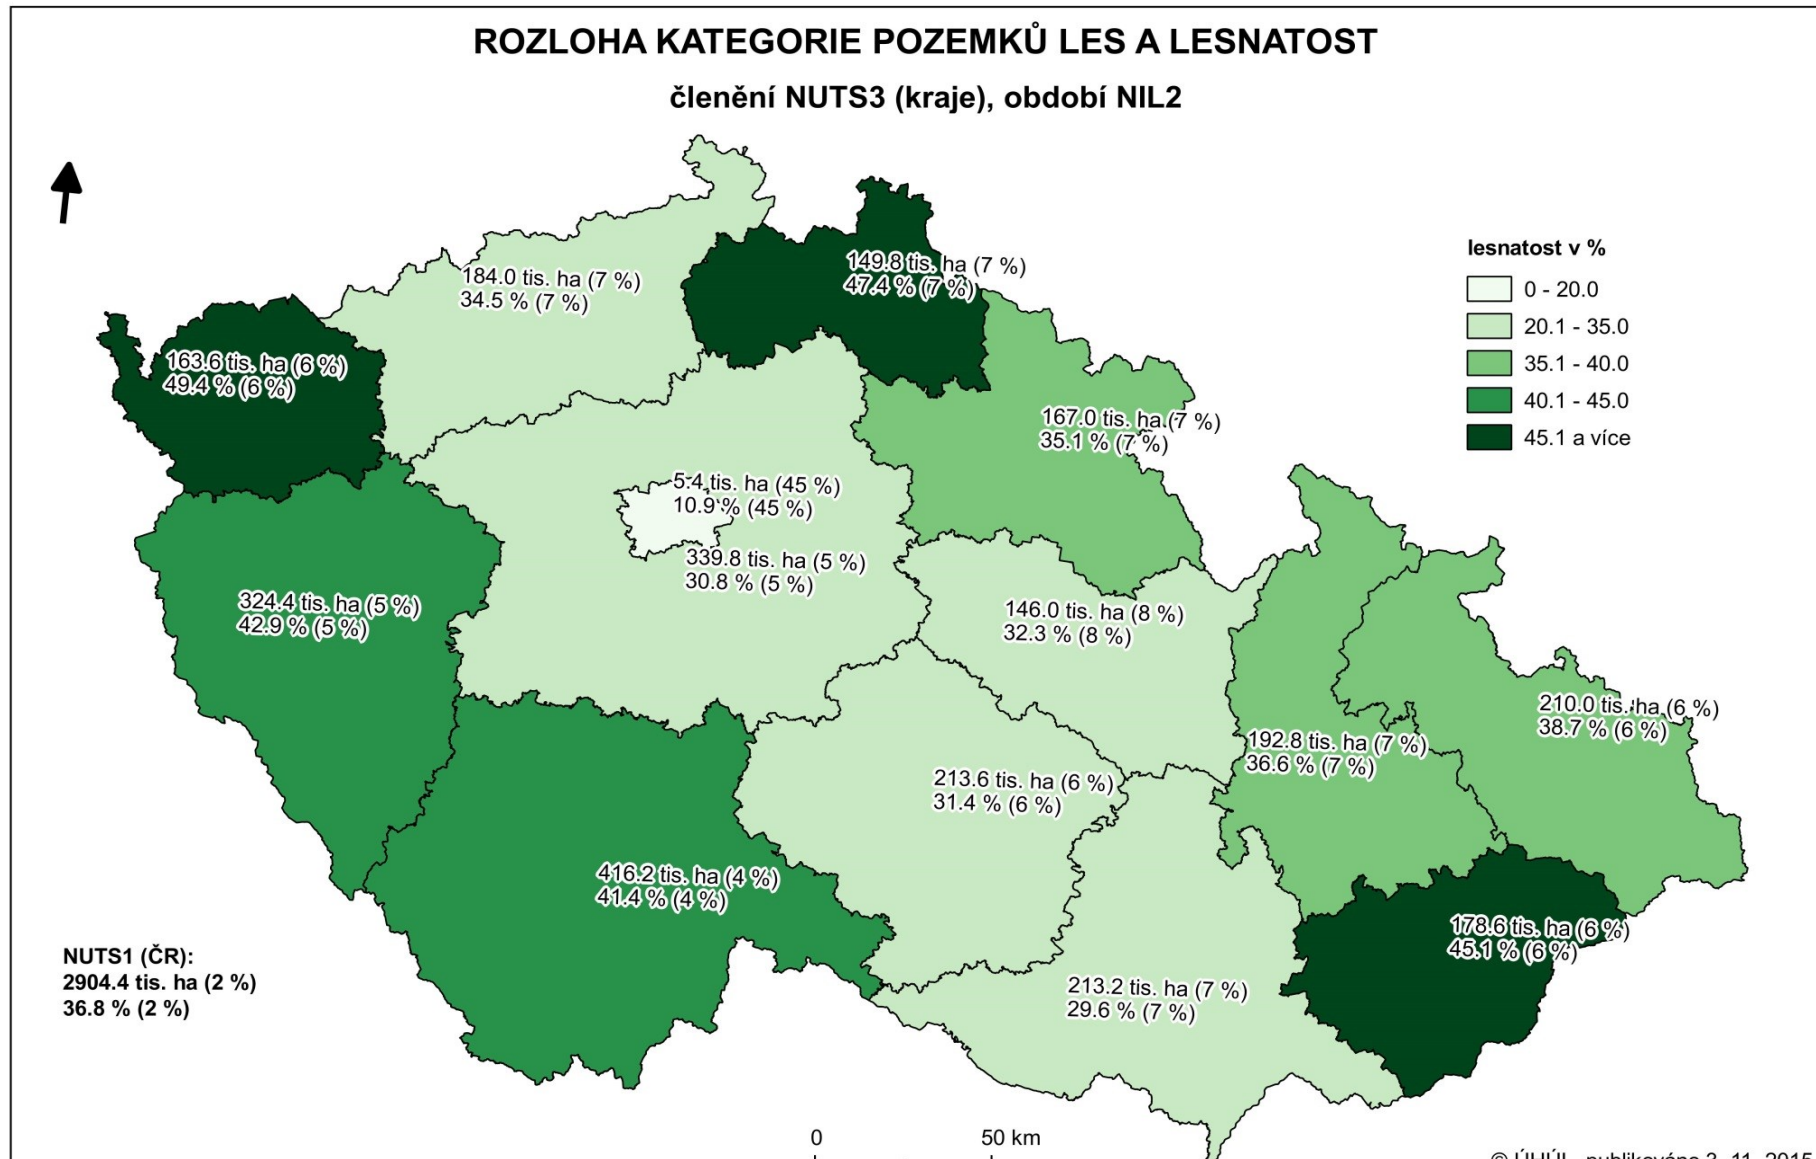 ROZLOHA KATEGORIE POZEMKŮ LES A LESNATOST
členění NUTS3 (kraje), období NIL2
lesnatost v %
0 - 20.0
20.1 - 35.0
35.1 - 40.0
40.1 - 45.0
45.1 a více
184.0 tis. ha (7 %)
34.5 % (7 %)
149.8 tis. ha (7 %)
47.4 % (7 %)
163.6 tis. ha (6 %)
49.4 % (6 %)
167.0 tis. ha (7 %)
35.1 % (7 %)
5.4 tis. ha (45 %)
10.9 % (45 %)
339.8 tis. ha (5 %)
30.8 % (5 %)
324.4 tis. ha (5 %)
42.9 % (5 %)
146.0 tis. ha (8 %)
32.3 % (8 %)
210.0 tis. ha (6 %)
38.7 % (6 %)
192.8 tis. ha (7 %)
36.6 % (7 %)
213.6 tis. ha (6 %)
31.4 % (6 %)
416.2 tis. ha (4 %)
41.4 % (4 %)
178.6 tis. ha (6 %)
45.1 % (6 %)
213.2 tis. ha (7 %)
29.6 % (7 %)
NUTS1 (ČR):
2904.4 tis. ha (2 %)
36.8 % (2 %)
0 50 km
© ÚHÚL, publikováno 3. 11. 2015